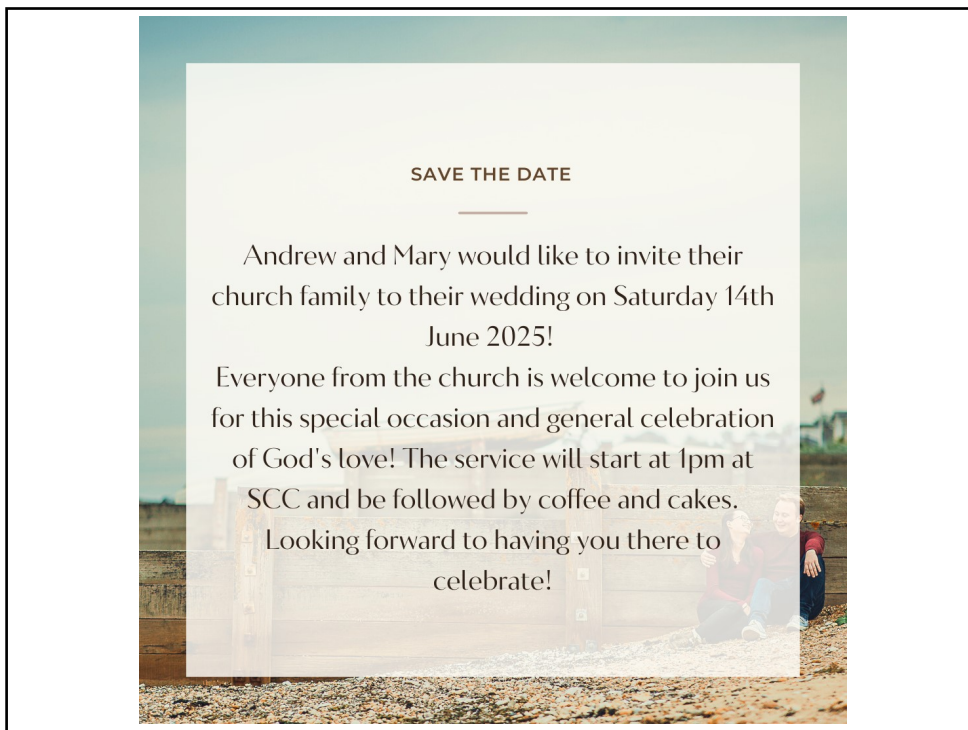 SAVE THE DATE
Andrew and Mary would like to invite their
church family to their wedding on Saturday 14th
June 2025!
Everyone from the church is welcome to join us
for this special occasion and general celebration
of God's love! The service will start at 1pm at
SCC and be followed by coffee and cakes.
Looking forward to having you there to
celebrate!